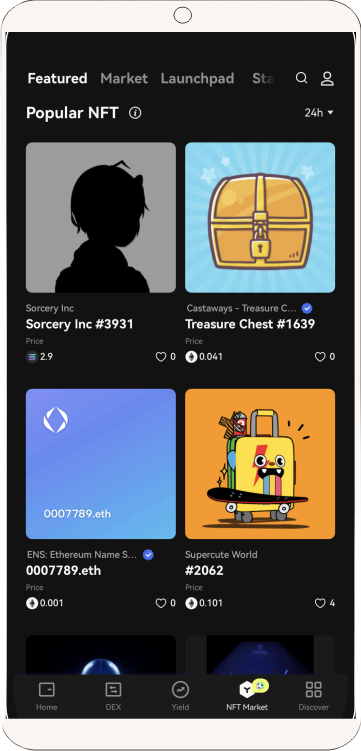 Featured Market Launchpad Sta
Popular NFT
24h
Sorcery Inc
Sorcery Inc #3931
Price
2.9
0
Castaways - Treasure C...
Treasure Chest #1639
Price
0.041
0
0007789.eth
ENS: Ethereum Name S...
0007789.eth
Price
0.001
0
Supercute World
#2062
Price
0.101
4
Home
DEX
Yield
NFT Market
Discover